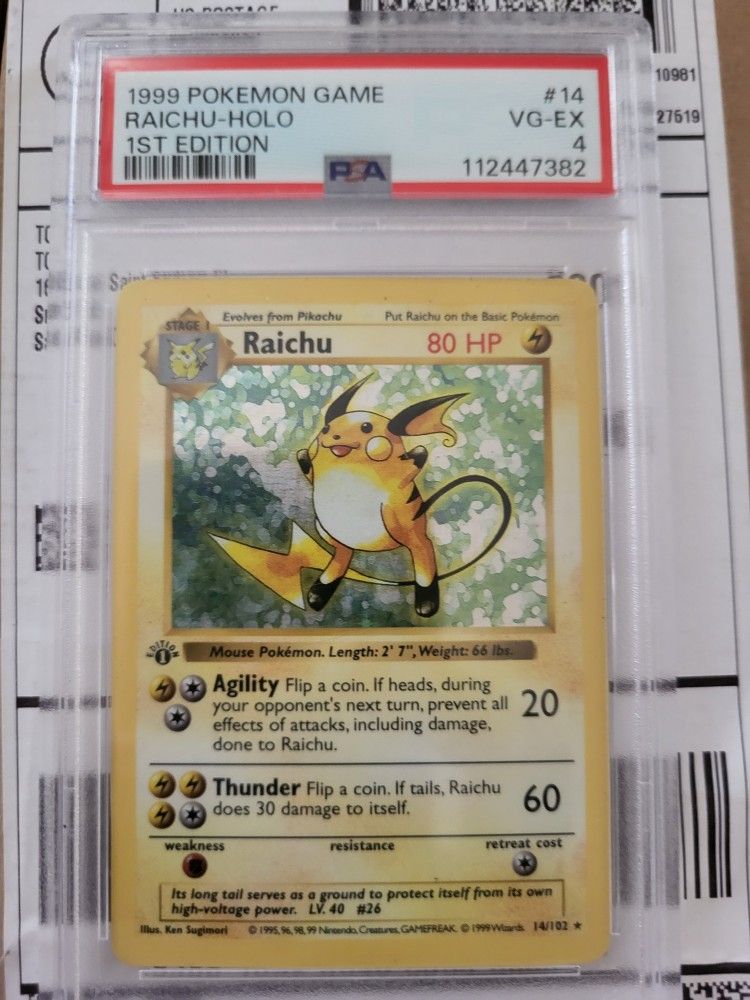 US POSTAGE
10981
27519
1999 POKEMON GAME #14
RAICHU-HOLO VG-EX
1ST EDITION 4
PSA 112447382
STAGE 1 Evolves from Pikachu Put Raichu on the Basic Pokémon
Raichu 80 HP
EDITION 1
Mouse Pokémon. Length: 2' 7", Weight: 66 lbs.
Agility Flip a coin. If heads, during
your opponent's next turn, prevent all 20
effects of attacks, including damage,
done to Raichu.
Thunder Flip a coin. If tails, Raichu
does 30 damage to itself. 60
weakness resistance retreat cost
Its long tail serves as a ground to protect itself from its own
high-voltage power. LV. 40 #26
Illus. Ken Sugimori © 1995, 96, 98, 99 Nintendo, Creatures, GAMEFREAK. © 1999 Wizards. 14/102 ★